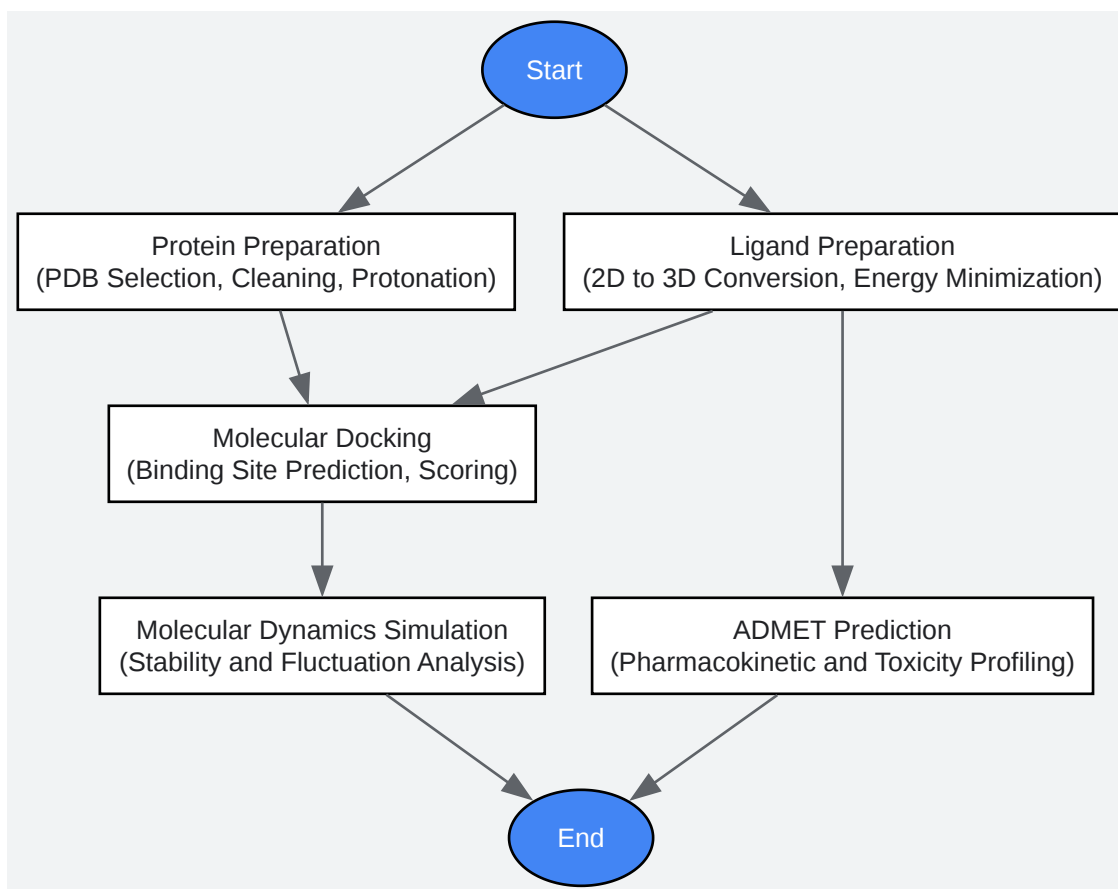 Start
Protein Preparation
(PDB Selection, Cleaning, Protonation)
Ligand Preparation
(2D to 3D Conversion, Energy Minimization)
Molecular Docking
(Binding Site Prediction, Scoring)
Molecular Dynamics Simulation
(Stability and Fluctuation Analysis)
ADMET Prediction
(Pharmacokinetic and Toxicity Profiling)
End